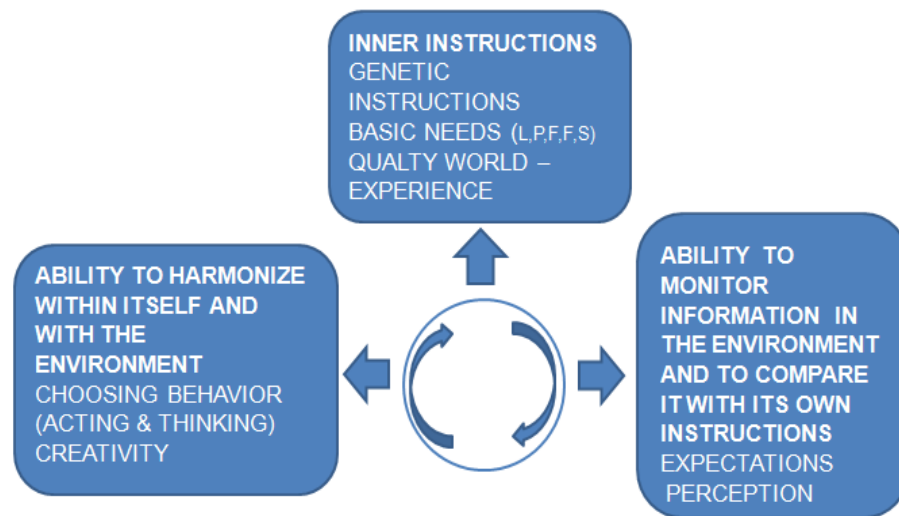 INNER INSTRUCTIONS
GENETIC
INSTRUCTIONS
BASIC NEEDS (L,P,F,F,S)
QUALTY WORLD –
EXPERIENCE
ABILITY TO HARMONIZE
WITHIN ITSELF AND
WITH THE
ENVIRONMENT
CHOOSING BEHAVIOR
(ACTING & THINKING)
CREATIVITY
ABILITY TO
MONITOR
INFORMATION IN
THE ENVIRONMENT
AND TO COMPARE
IT WITH ITS OWN
INSTRUCTIONS
EXPECTATIONS
PERCEPTION